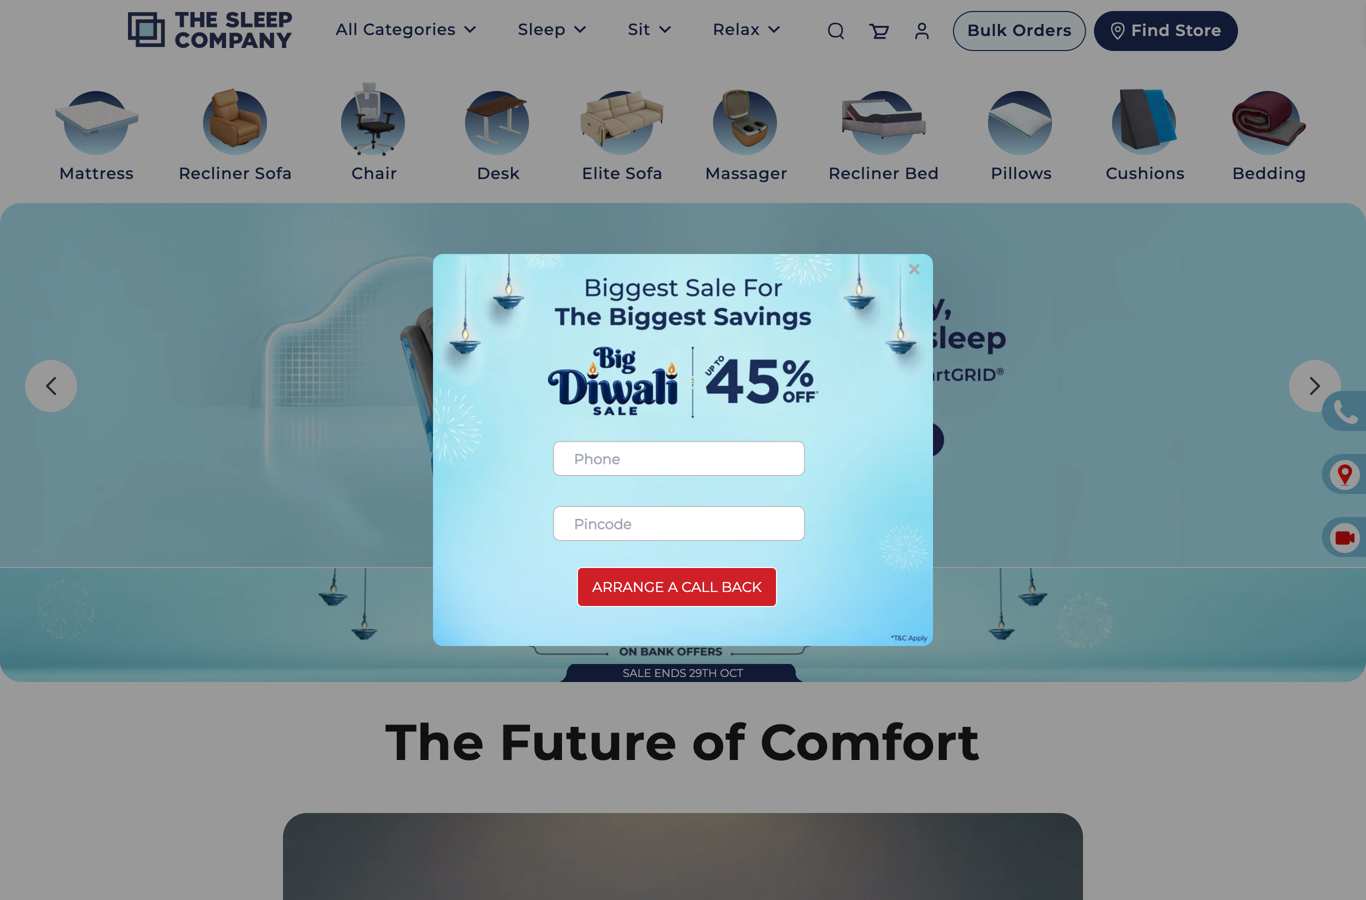 THE SLEEP
COMPANY
All Categories
Sleep
Sit
Relax
Bulk Orders
Find Store
Mattress
Recliner Sofa
Chair
Desk
Elite Sofa
Massager
Recliner Bed
Pillows
Cushions
Bedding
Biggest Sale For
The Biggest Savings
Big
Diwali
SALE
UP TO
45%
OFF*
sleep
Phone
Pincode
ARRANGE A CALL BACK
*T&C Apply
ON BANK OFFERS
SALE ENDS 29TH OCT
The Future of Comfort